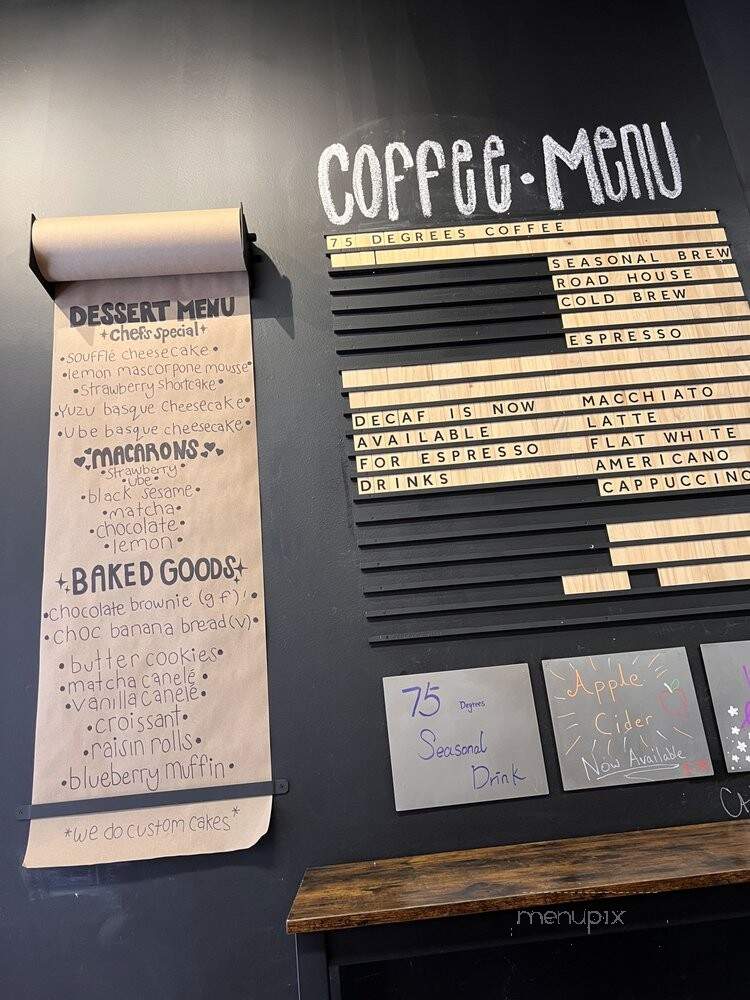 DESSERT MENU
chefs special
soufflé cheesecake
lemon mascorpone mousse
strawberry shortcake
Yuzu basque cheesecake
Ube basque cheesecake
MACARONS
strawberry
ube
black sesame
matcha
chocolate
lemon
BAKED GOODS
chocolate brownie (gf)
choc banana bread (v)
butter cookies
matcha canelé
vanilla canelé
croissant
raisin rolls
blueberry muffin
*we do custom cakes*
COFFEE · MENU
75 DEGREES COFFEE
SEASONAL BREW
ROAD HOUSE
COLD BREW
ESPRESSO
DECAF IS NOW
AVAILABLE
FOR ESPRESSO
DRINKS
MACCHIATO
LATTE
FLAT WHITE
AMERICANO
CAPPUCCINO
75 Degrees
Seasonal
Drink
Apple
Cider
Now Available
menupix